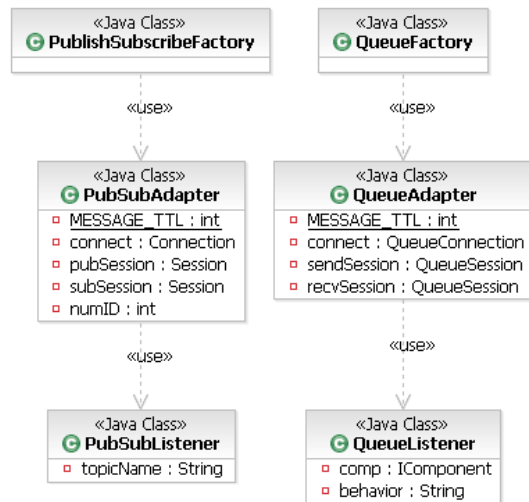 «Java Class»
PublishSubscribeFactory
«use»
«Java Class»
PubSubAdapter
MESSAGE_TTL : int
connect : Connection
pubSession : Session
subSession : Session
numID : int
«use»
«Java Class»
PubSubListener
topicName : String
«Java Class»
QueueFactory
«use»
«Java Class»
QueueAdapter
MESSAGE_TTL : int
connect : QueueConnection
sendSession : QueueSession
recvSession : QueueSession
«use»
«Java Class»
QueueListener
comp : IComponent
behavior : String